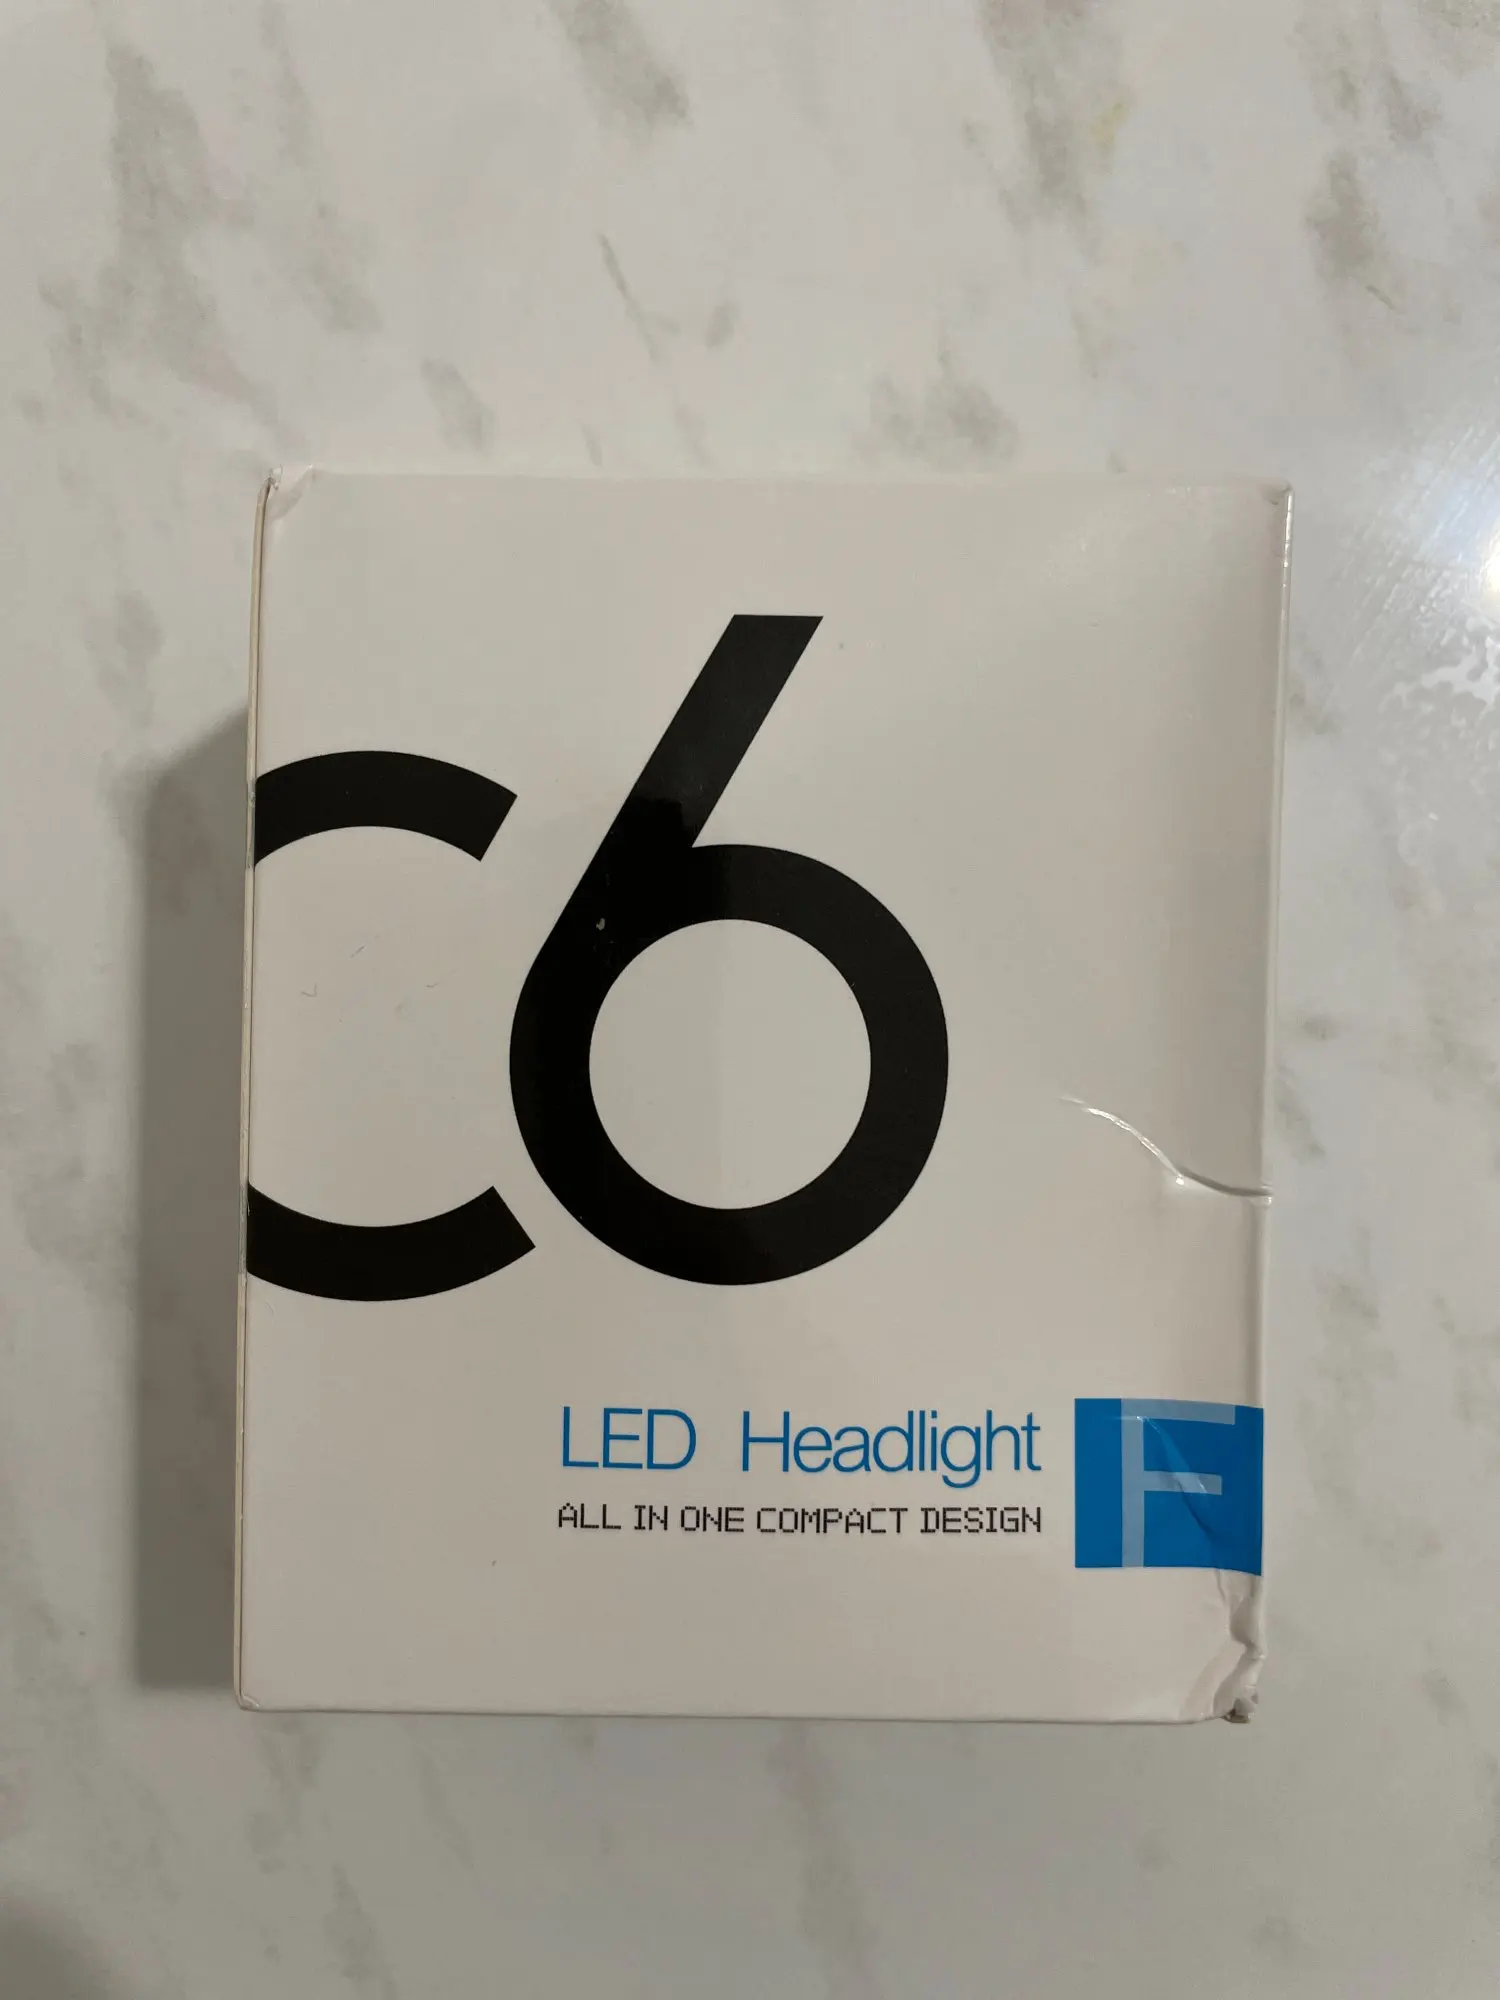 C6
LED Headlight
ALL IN ONE COMPACT DESIGN
F